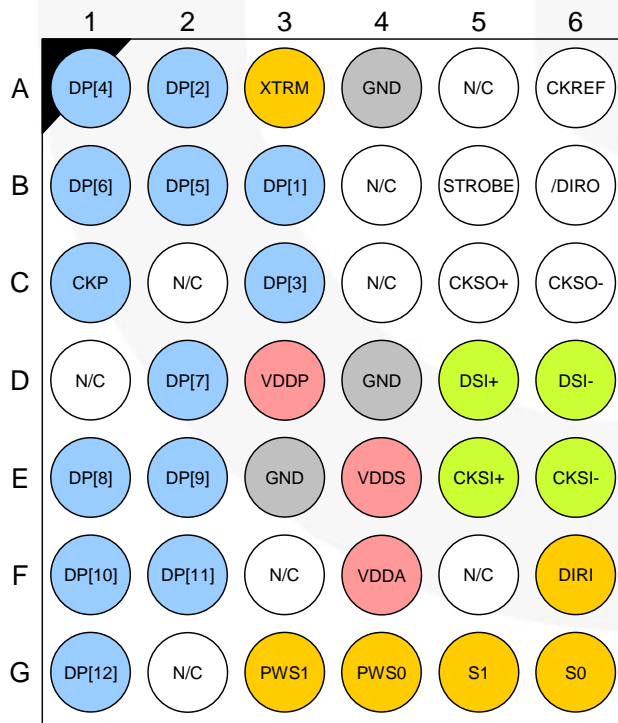 1 2 3 4 5 6
A DP[4] DP[2] XTRM GND N/C CKREF
B DP[6] DP[5] DP[1] N/C STROBE /DIRO
C CKP N/C DP[3] N/C CKSO+ CKSO-
D N/C DP[7] VDDP GND DSI+ DSI-
E DP[8] DP[9] GND VDDS CKSI+ CKSI-
F DP[10] DP[11] N/C VDDA N/C DIRI
G DP[12] N/C PWS1 PWS0 S1 S0